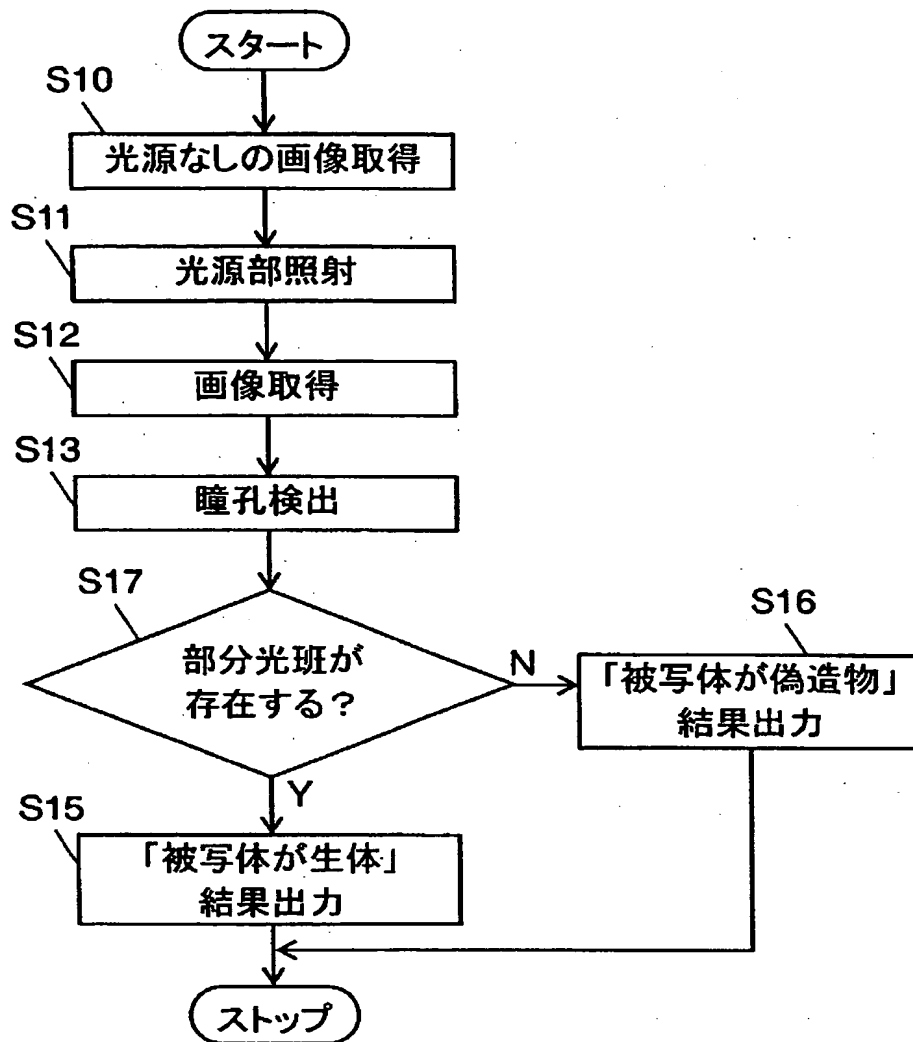 スタート
S10
光源なしの画像取得
S11
光源部照射
S12
画像取得
S13
瞳孔検出
S17
部分光班が
存在する?
N
S16
「被写体が偽造物」
結果出力
Y
S15
「被写体が生体」
結果出力
ストップ